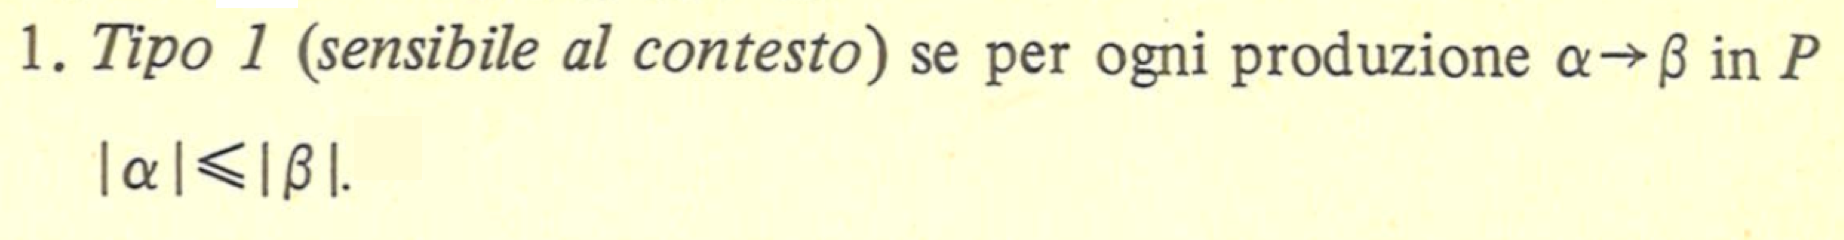 1. Tipo 1 (sensibile al contesto) se per ogni produzione α→β in P
|α|⩽|β|.